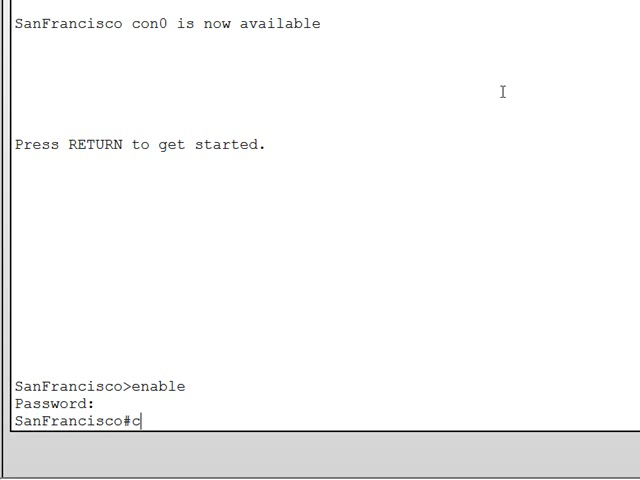 SanFrancisco con0 is now available
Press RETURN to get started.
SanFrancisco>enable
Password:
SanFrancisco#c